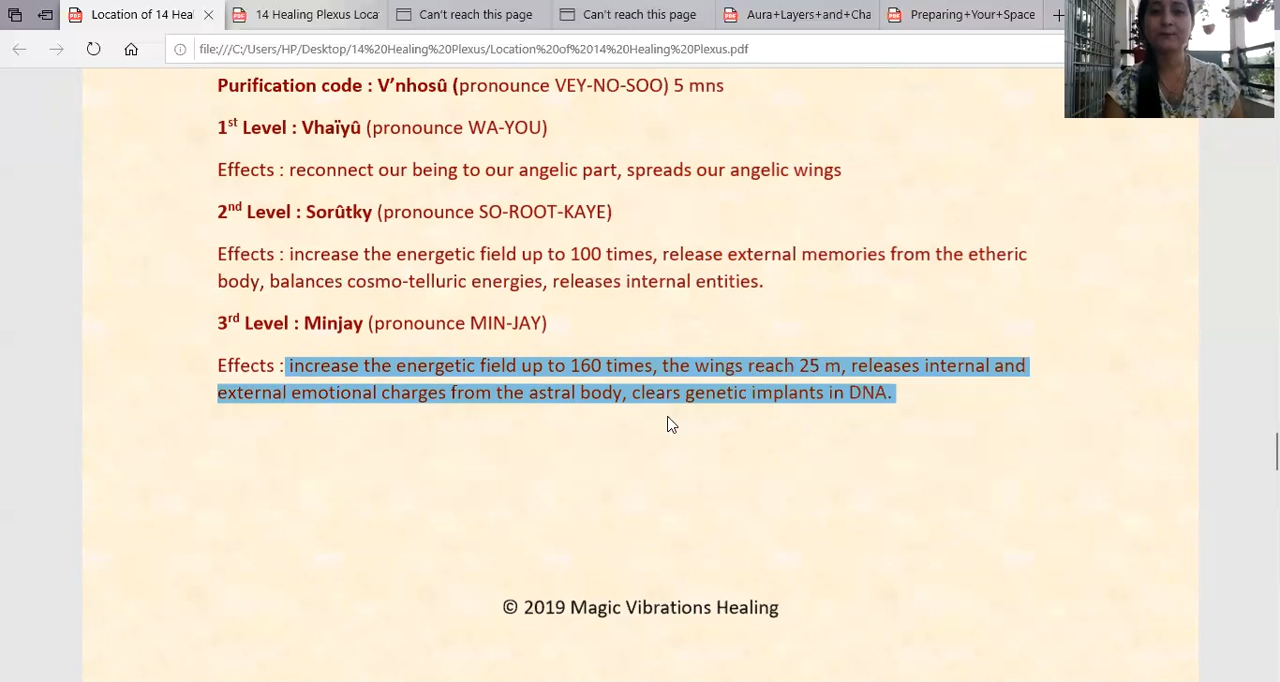 Location of 14 Heal
14 Healing Plexus Locat
Can't reach this page
Can't reach this page
Aura+Layers+and+Cha
Preparing+Your+Space
file:///C:/Users/HP/Desktop/14%20Healing%20Plexus/Location%20of%2014%20Healing%20Plexus.pdf
Purification code : V’nhosû (pronounce VEY-NO-SOO) 5 mns
1st Level : Vhaïyû (pronounce WA-YOU)
Effects : reconnect our being to our angelic part, spreads our angelic wings
2nd Level : Sorûtky (pronounce SO-ROOT-KAYE)
Effects : increase the energetic field up to 100 times, release external memories from the etheric
body, balances cosmo-telluric energies, releases internal entities.
3rd Level : Minjay (pronounce MIN-JAY)
Effects : increase the energetic field up to 160 times, the wings reach 25 m, releases internal and
external emotional charges from the astral body, clears genetic implants in DNA.
© 2019 Magic Vibrations Healing